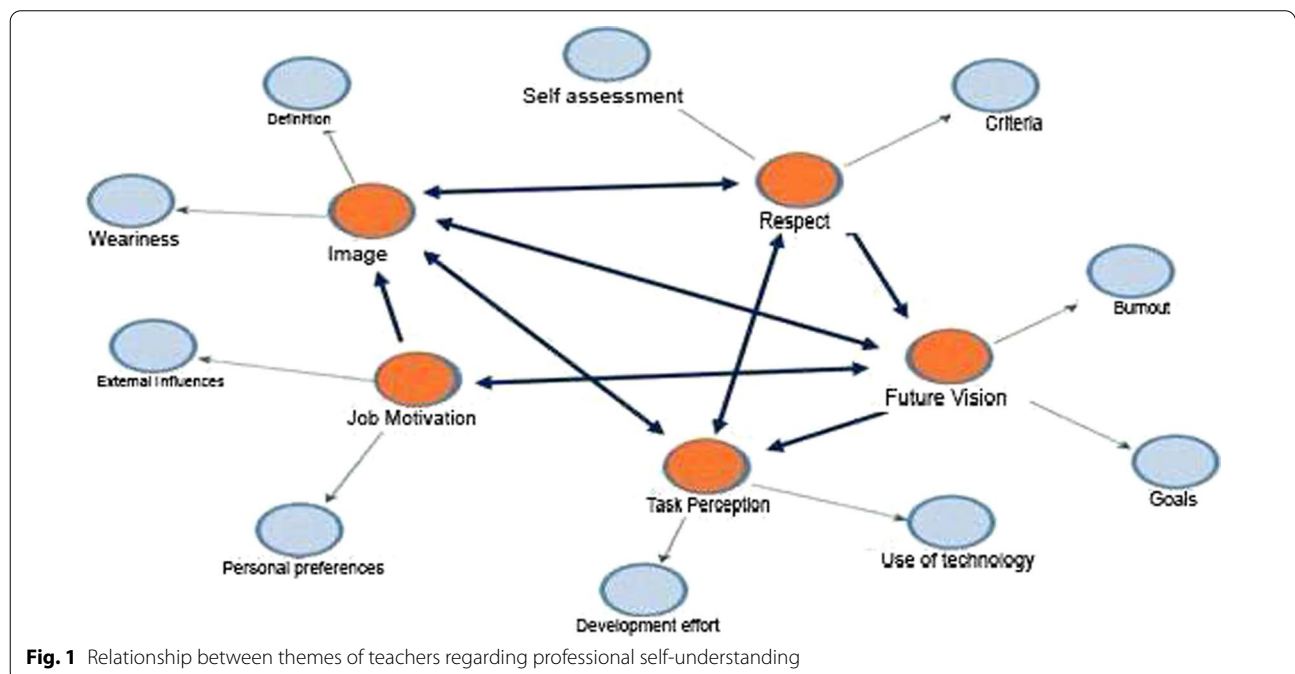 Self assessment
Definition
Criteria
Respect
Weariness
Image
Burnout
External influences
Future Vision
Job Motivation
Goals
Task Perception
Use of technology
Personal preferences
Development effort
Fig. 1 Relationship between themes of teachers regarding professional self-understanding